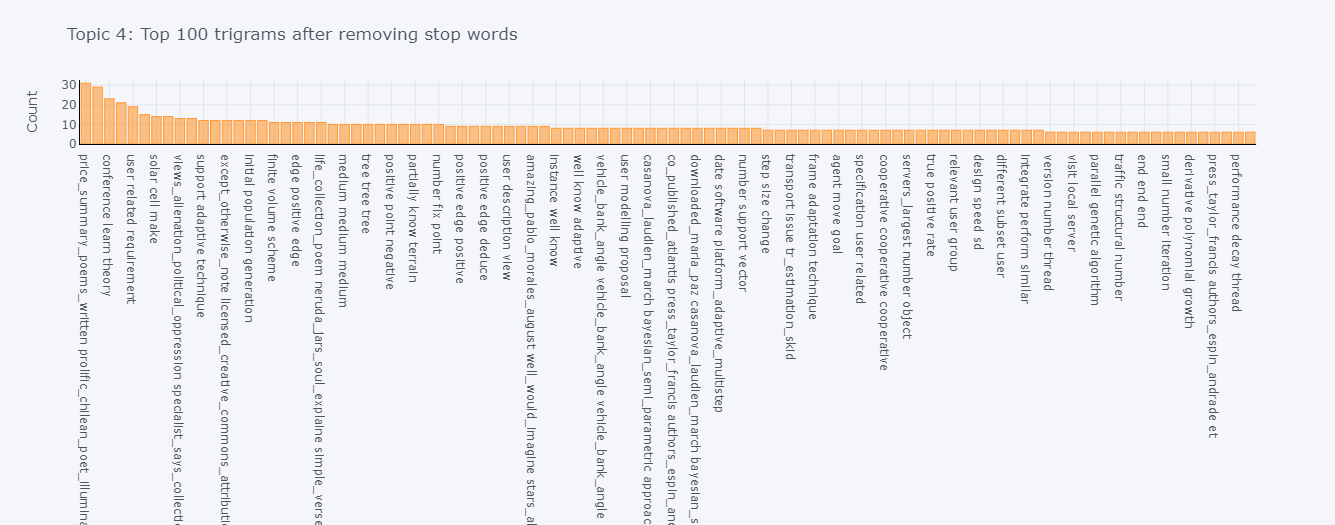 Topic 4: Top 100 trigrams after removing stop words
Count
30
20
10
0
price_summary_poems_written prolific_chilean_poet_illumina
conference learn theory
user related requirement
solar cell make
views_alienation_political_oppression specialist_says_collecti
support adaptive technique
except_otherwise_note licensed_creative_commons_attributi
initial population generation
finite volume scheme
edge positive edge
life_collection_poem neruda_jars_soul_explaine simple_verse
medium medium medium
tree tree tree
positive point negative
partially know terrain
number fix point
positive edge positive
positive edge deduce
user description view
amazing_pablo_morales_august well_would_imagine stars_al
instance well know
well know adaptive
vehicle_bank_angle vehicle_bank_angle vehicle_bank_angle
user modelling proposal
casanova_laudien_march bayesian_semi_parametric approac
co_published_atlantis press_taylor_francis authors_espin_and
downloaded_maria_paz casanova_laudien_march bayesian_s
date software platform _adaptive_multistep
number support vector
step size change
transport issue tr_estimation_skid
frame adaptation technique
agent move goal
specification user related
cooperative cooperative cooperative
servers_largest number object
true positive rate
relevant user group
design speed sd
different subset user
integrate perform similar
version number thread
visit local server
parallel genetic algorithm
traffic structural number
end end end
small number iteration
derivative polynomial growth
press_taylor_francis authors_espin_andrade et
performance decay thread